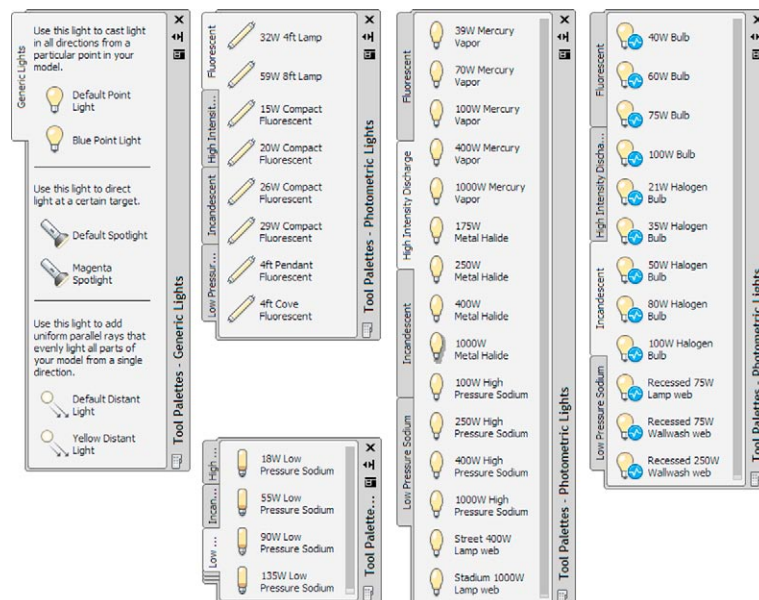 Generic Lights
Use this light to cast light
in all directions from a
particular point in your
model.
Default Point
Light
Blue Point Light
Use this light to direct
light at a certain target.
Default Spotlight
Magenta
Spotlight
Use this light to add
uniform parallel rays that
evenly light all parts of
your model from a single
direction.
Default Distant
Light
Yellow Distant
Light
Tool Palettes - Generic Lights
Fluorescent
High Intensit...
Incandescent
Low Pressur...
32W 4ft Lamp
59W 8ft Lamp
15W Compact
Fluorescent
20W Compact
Fluorescent
26W Compact
Fluorescent
29W Compact
Fluorescent
4ft Pendant
Fluorescent
4ft Cove
Fluorescent
Tool Palettes - Photometric Lights
High ...
Incan...
Low ...
18W Low
Pressure Sodium
55W Low
Pressure Sodium
90W Low
Pressure Sodium
135W Low
Pressure Sodium
Tool Palette...
Fluorescent
High Intensity Discharge
Incandescent
Low Pressure Sodium
39W Mercury
Vapor
70W Mercury
Vapor
100W Mercury
Vapor
400W Mercury
Vapor
1000W Mercury
Vapor
175W
Metal Halide
250W
Metal Halide
400W
Metal Halide
1000W
Metal Halide
100W High
Pressure Sodium
250W High
Pressure Sodium
400W High
Pressure Sodium
1000W High
Pressure Sodium
Street 400W
Lamp web
Stadium 1000W
Lamp web
Tool Palettes - Photometric Lights
Fluorescent
High Intensity Discha...
Incandescent
Low Pressure Sodium
40W Bulb
60W Bulb
75W Bulb
100W Bulb
21W Halogen
Bulb
35W Halogen
Bulb
50W Halogen
Bulb
80W Halogen
Bulb
100W Halogen
Bulb
Recessed 75W
Lamp web
Recessed 75W
Wallwash web
Recessed 250W
Wallwash web
Tool Palettes - Photometric Lights